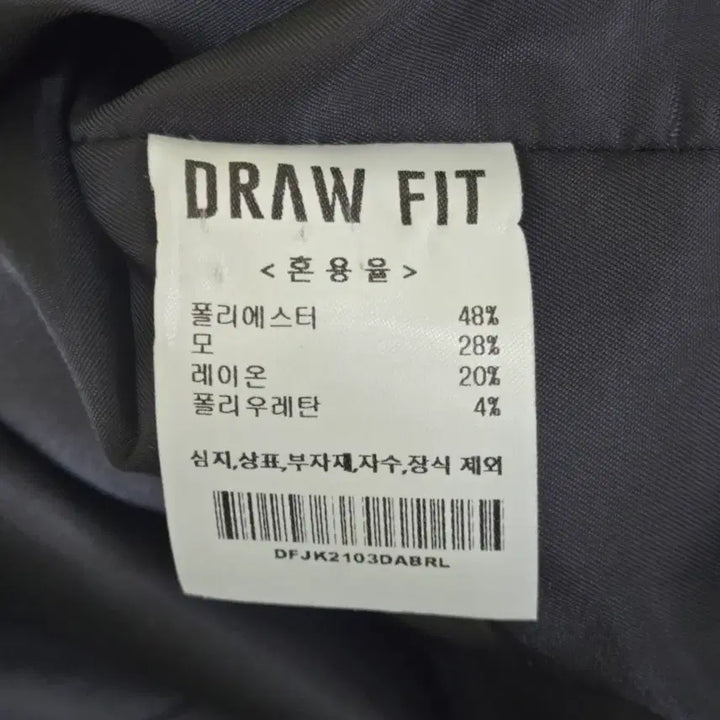 DRAW FIT
<혼용율>
폴리에스터 48%
모 28%
레이온 20%
폴리우레탄 4%
심지,상표,부자재,자수,장식 제외
DFJK2103DABRL